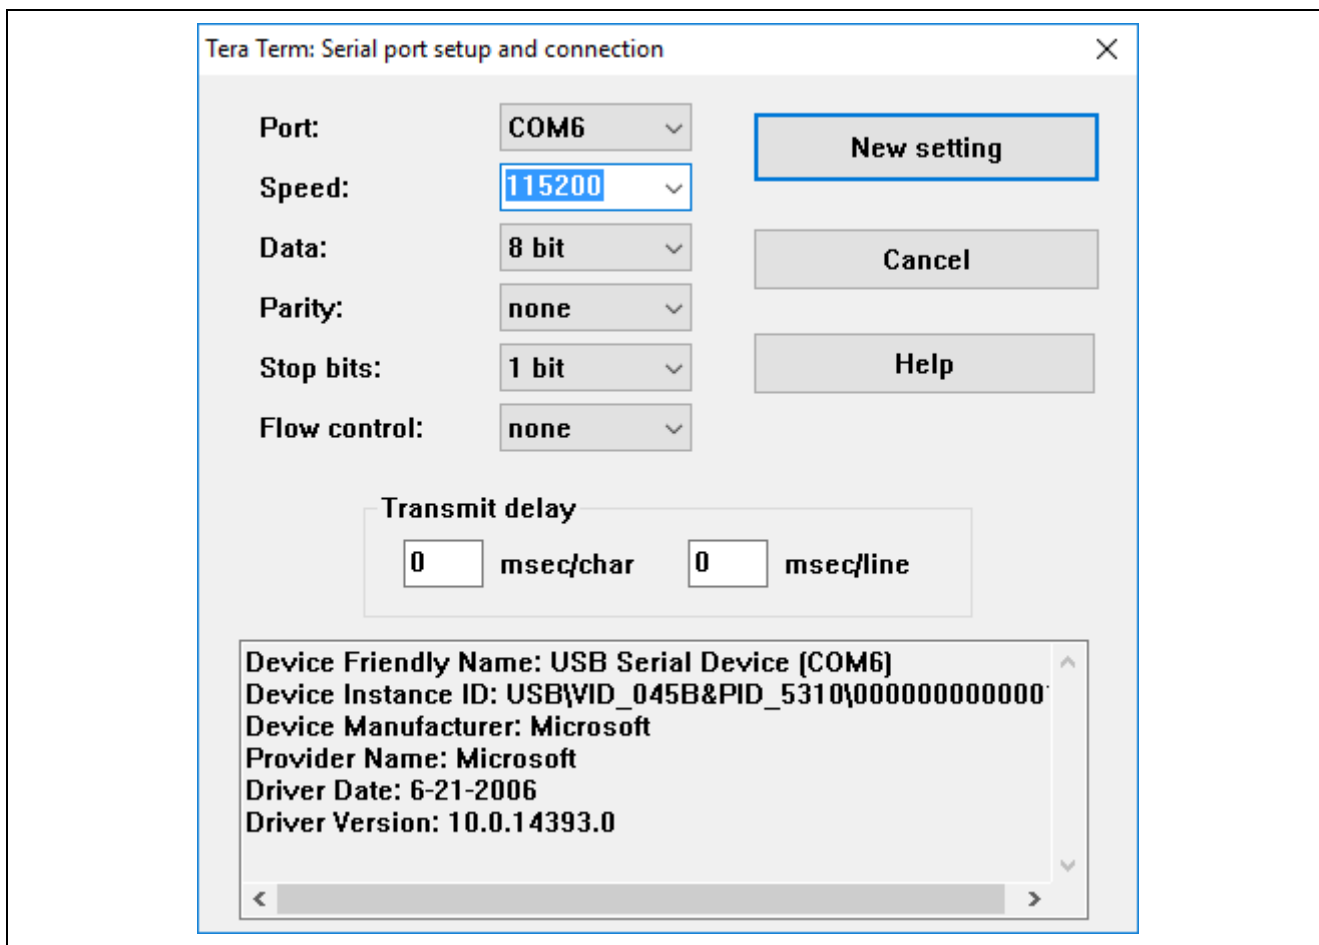 Tera Term: Serial port setup and connection
Port: COM6
New setting
Speed: 115200
Data: 8 bit
Cancel
Parity: none
Stop bits: 1 bit
Help
Flow control: none
Transmit delay
0 msec/char 0 msec/line
Device Friendly Name: USB Serial Device (COM6)
Device Instance ID: USB\VID_045B&PID_5310\000000000000
Device Manufacturer: Microsoft
Provider Name: Microsoft
Driver Date: 6-21-2006
Driver Version: 10.0.14393.0